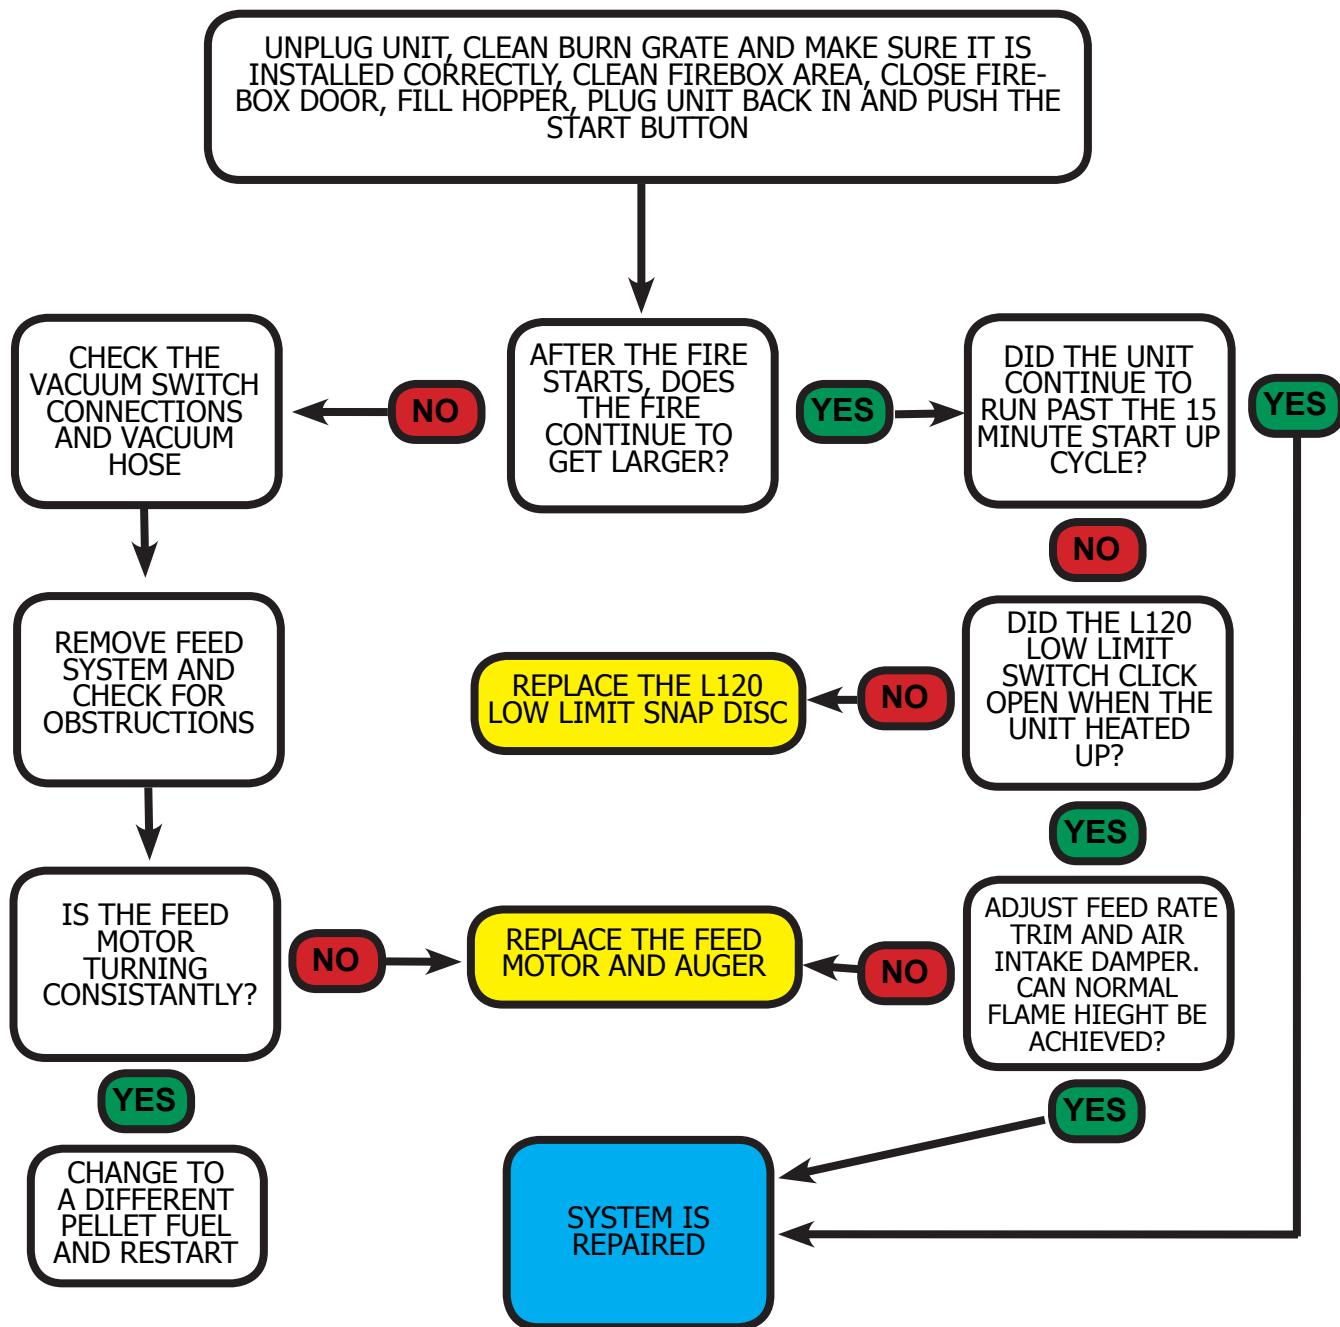 UNPLUG UNIT, CLEAN BURN GRATE AND MAKE SURE IT IS
INSTALLED CORRECTLY, CLEAN FIREBOX AREA, CLOSE FIRE-
BOX DOOR, FILL HOPPER, PLUG UNIT BACK IN AND PUSH THE
START BUTTON
CHECK THE
VACUUM SWITCH
CONNECTIONS
AND VACUUM
HOSE
NO
AFTER THE FIRE
STARTS, DOES
THE FIRE
CONTINUE TO
GET LARGER?
YES
DID THE UNIT
CONTINUE TO
RUN PAST THE 15
MINUTE START UP
CYCLE?
YES
NO
REMOVE FEED
SYSTEM AND
CHECK FOR
OBSTRUCTIONS
REPLACE THE L120
LOW LIMIT SNAP DISC
NO
DID THE L120
LOW LIMIT
SWITCH CLICK
OPEN WHEN THE
UNIT HEATED
UP?
YES
IS THE FEED
MOTOR
TURNING
CONSISTANTLY?
NO
REPLACE THE FEED
MOTOR AND AUGER
NO
ADJUST FEED RATE
TRIM AND AIR
INTAKE DAMPER.
CAN NORMAL
FLAME HIEGHT BE
ACHIEVED?
YES
YES
CHANGE TO
A DIFFERENT
PELLET FUEL
AND RESTART
SYSTEM IS
REPAIRED